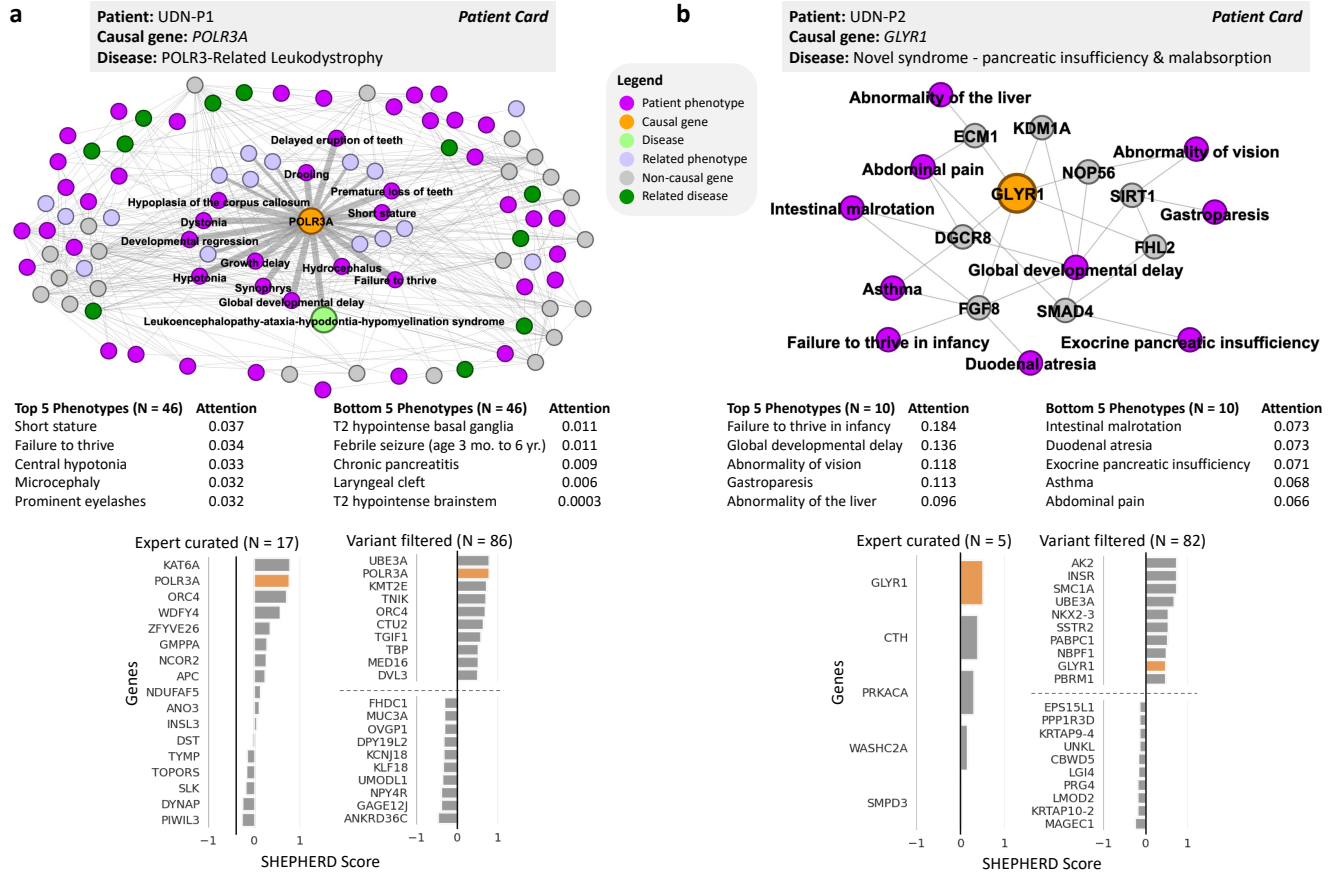 a
Patient: UDN-P1
Patient Card
Causal gene: POLR3A
Disease: POLR3-Related Leukodystrophy
Delayed eruption of teeth
Drooling
Premature loss of teeth
Hypoplasia of the corpus callosum
Short stature
POLR3A
Dystonia
Developmental regression
Growth delay
Hydrocephalus
Hypotonia
Failure to thrive
Synophrys
Global developmental delay
Leukoencephalopathy-ataxia-hypodontia-hypomyelination syndrome
Legend
Patient phenotype
Causal gene
Disease
Related phenotype
Non-causal gene
Related disease
Top 5 Phenotypes (N = 46) Attention
Short stature 0.037
Failure to thrive 0.034
Central hypotonia 0.033
Microcephaly 0.032
Prominent eyelashes 0.032
Bottom 5 Phenotypes (N = 46) Attention
T2 hypointense basal ganglia 0.011
Febrile seizure (age 3 mo. to 6 yr.) 0.011
Chronic pancreatitis 0.009
Laryngeal cleft 0.006
T2 hypointense brainstem 0.0003
Expert curated (N = 17)
Genes
KAT6A
POLR3A
ORC4
WDFY4
ZFYVE26
GMPPA
NCOR2
APC
NDUFAF5
ANO3
INSL3
DST
TYMP
TOPORS
SLK
DYNAP
PIWIL3
−1 0 1
Variant filtered (N = 86)
UBE3A
POLR3A
KMT2E
TNIK
ORC4
CTU2
TGIF1
TBP
MED16
DVL3
FHDC1
MUC3A
OVGP1
DPY19L2
KCNJ18
KLF18
UMODL1
NPY4R
GAGE12J
ANKRD36C
−1 0 1
SHEPHERD Score
b
Patient: UDN-P2
Patient Card
Causal gene: GLYR1
Disease: Novel syndrome - pancreatic insufficiency & malabsorption
Abnormality of the liver
ECM1
KDM1A
Abnormality of vision
Abdominal pain
NOP56
GLYR1
SIRT1
Intestinal malrotation
Gastroparesis
DGCR8
FHL2
Global developmental delay
Asthma
FGF8
SMAD4
Failure to thrive in infancy
Exocrine pancreatic insufficiency
Duodenal atresia
Top 5 Phenotypes (N = 10) Attention
Failure to thrive in infancy 0.184
Global developmental delay 0.136
Abnormality of vision 0.118
Gastroparesis 0.113
Abnormality of the liver 0.096
Bottom 5 Phenotypes (N = 10) Attention
Intestinal malrotation 0.073
Duodenal atresia 0.073
Exocrine pancreatic insufficiency 0.071
Asthma 0.068
Abdominal pain 0.066
Expert curated (N = 5)
Genes
GLYR1
CTH
PRKACA
WASHC2A
SMPD3
−1 0 1
Variant filtered (N = 82)
AK2
INSR
SMC1A
UBE3A
NKX2-3
SSTR2
PABPC1
NBPF1
GLYR1
PBRM1
EPS15L1
PPP1R3D
KRTAP9-4
UNKL
CBWD5
LGI4
PRG4
LMOD2
KRTAP10-2
MAGEC1
−1 0 1
SHEPHERD Score